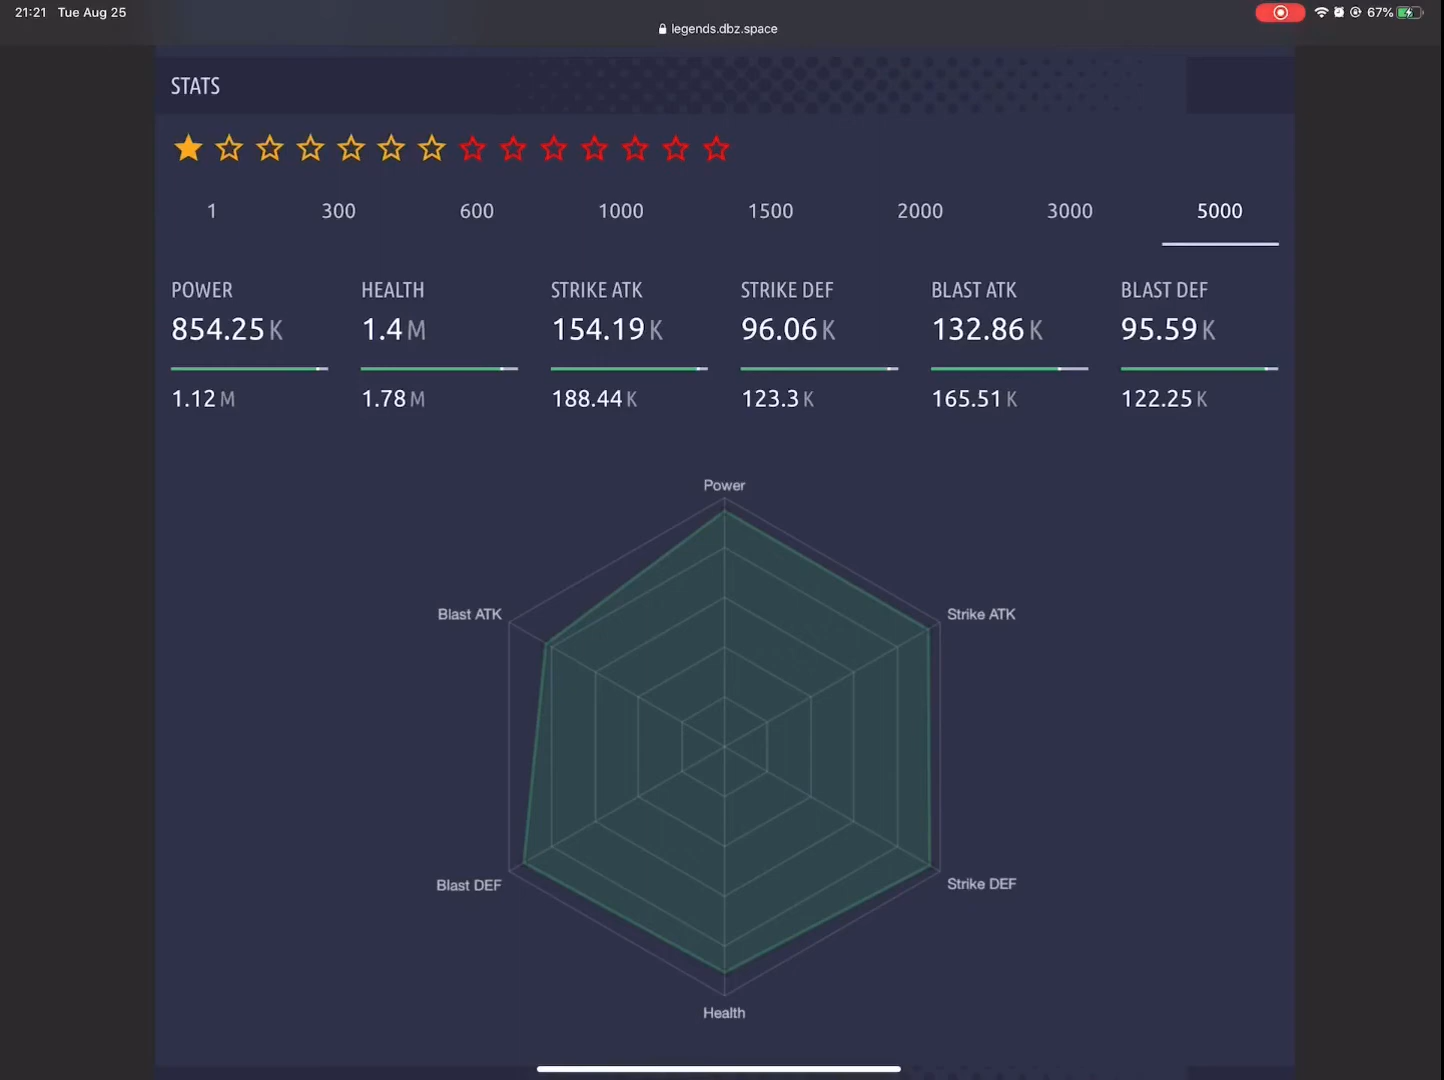 21:21 Tue Aug 25 67%
legends.dbz.space
STATS
1 300 600 1000 1500 2000 3000 5000
POWER HEALTH STRIKE ATK STRIKE DEF BLAST ATK BLAST DEF
854.25 K 1.4 M 154.19 K 96.06 K 132.86 K 95.59 K
1.12 M 1.78 M 188.44 K 123.3 K 165.51 K 122.25 K
Power
Blast ATK Strike ATK
Blast DEF Strike DEF
Health